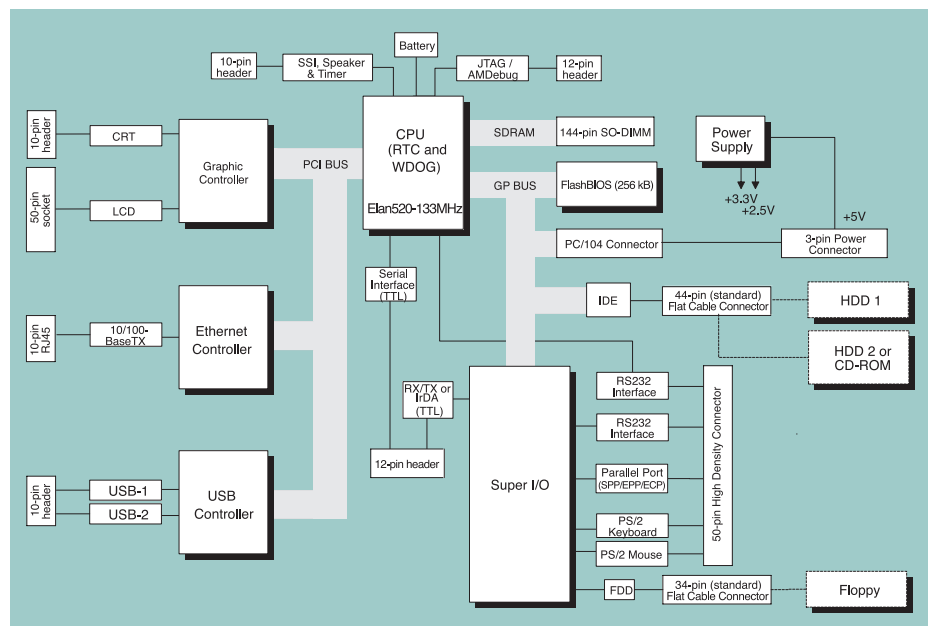 Battery
10-pin
header
SSI, Speaker
& Timer
JTAG /
AMDebug
12-pin
header
10-pin
header
CRT
Graphic
Controller
50-pin
socket
LCD
PCI BUS
CPU
(RTC and
WDOG)
Elan520-133MHz
SDRAM
144-pin SO-DIMM
GP BUS
FlashBIOS (256 kB)
Power
Supply
+3.3V
+2.5V
+5V
PC/104 Connector
3-pin Power
Connector
Serial
Interface
(TTL)
IDE
44-pin (standard)
Flat Cable Connector
HDD 1
HDD 2 or
CD-ROM
10-pin
RJ45
10/100-
BaseTX
Ethernet
Controller
RX/TX or
IrDA
(TTL)
12-pin header
10-pin
header
USB-1
USB-2
USB
Controller
Super I/O
RS232
Interface
RS232
Interface
Parallel Port
(SPP/EPP/ECP)
PS/2
Keyboard
PS/2 Mouse
50-pin High Density Connector
FDD
34-pin (standard)
Flat Cable Connector
Floppy